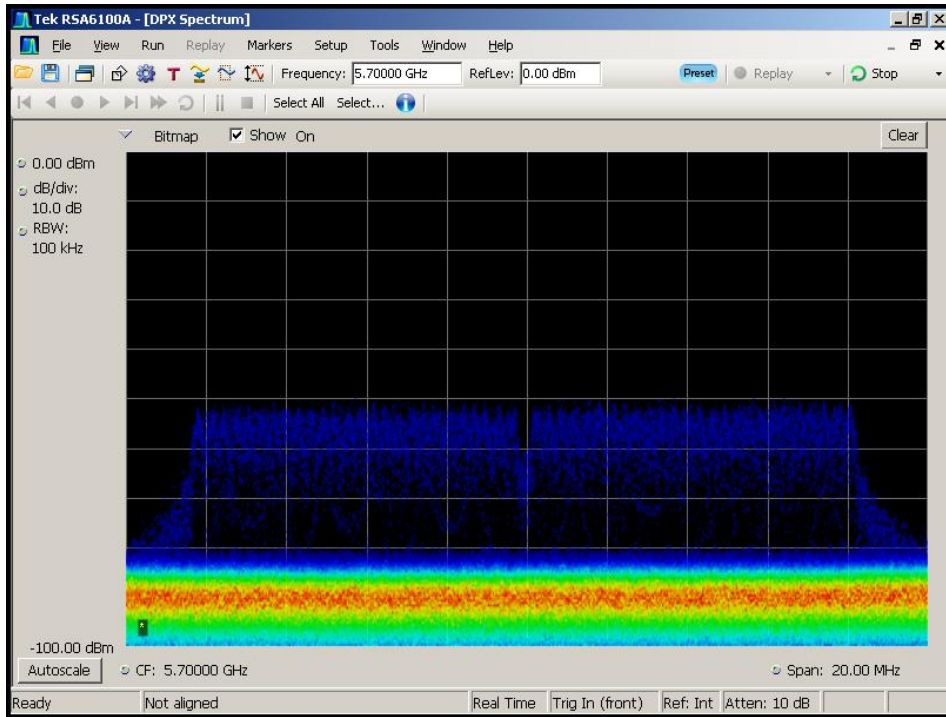 Tek RSA6100A - [DPX Spectrum]
File View Run Replay Markers Setup Tools Window Help
T Frequency: 5.70000 GHz RefLev: 0.00 dBm Preset Replay Stop
Select All Select...
Bitmap Show On Clear
0.00 dBm
dB/div:
10.0 dB
RBW:
100 kHz
-100.00 dBm
Autoscale CF: 5.70000 GHz Span: 20.00 MHz
Ready Not aligned Real Time Trig In (front) Ref: Int Atten: 10 dB